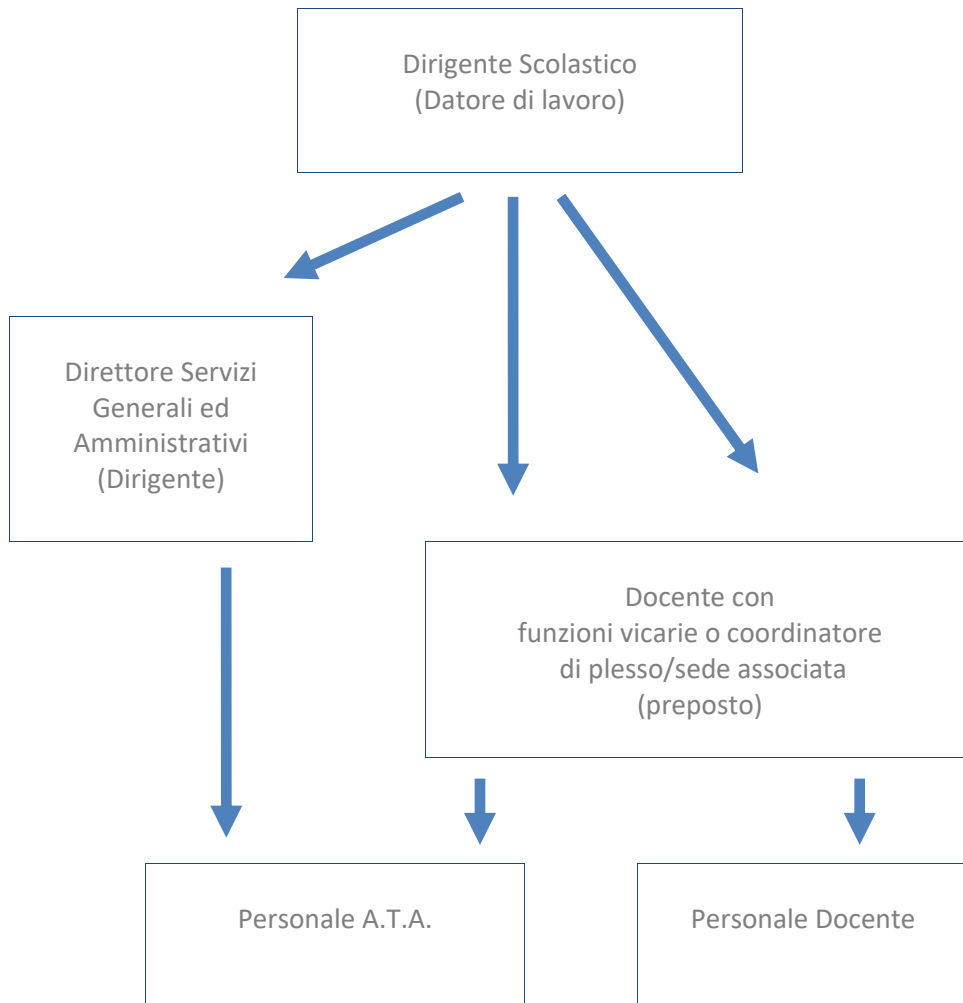 Dirigente Scolastico
(Datore di lavoro)
Direttore Servizi
Generali ed
Amministrativi
(Dirigente)
Docente con
funzioni vicarie o coordinatore
di plesso/sede associata
(preposto)
Personale A.T.A.
Personale Docente